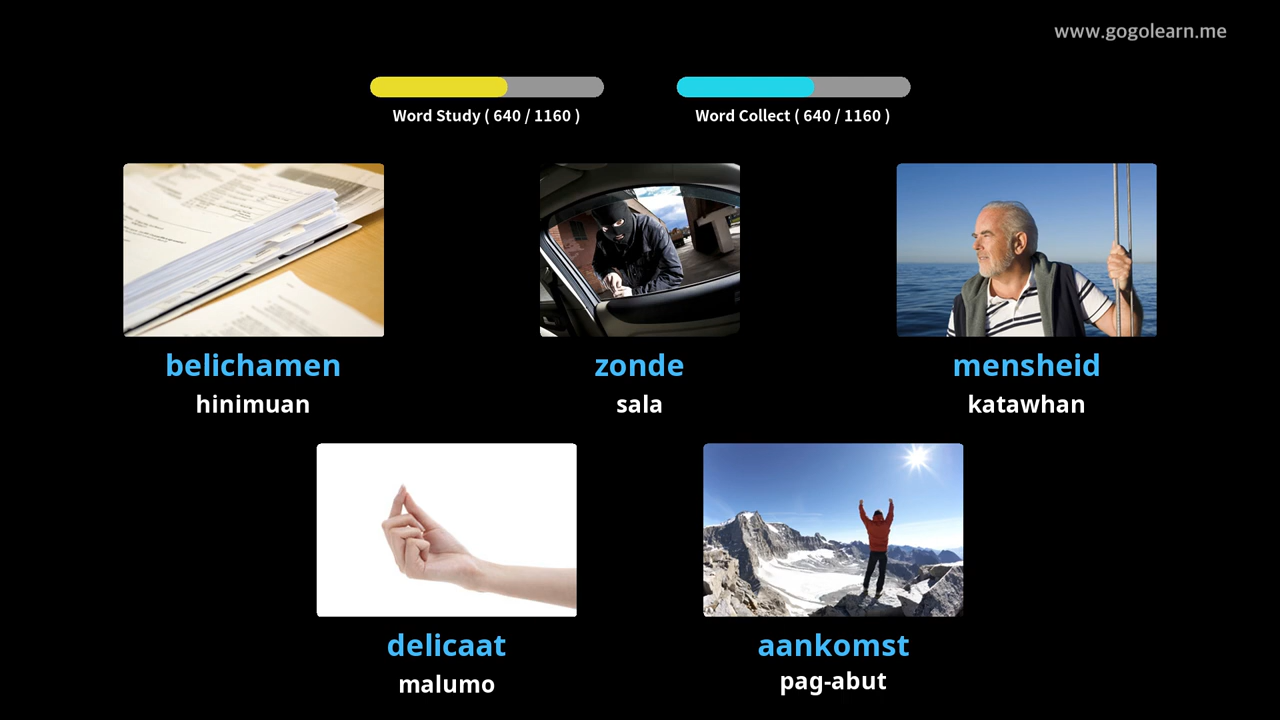 www.gogolearn.me
Word Study ( 640 / 1160 )
Word Collect ( 640 / 1160 )
belichamen
hinimuan
zonde
sala
mensheid
katawhan
delicaat
malumo
aankomst
pag-abut